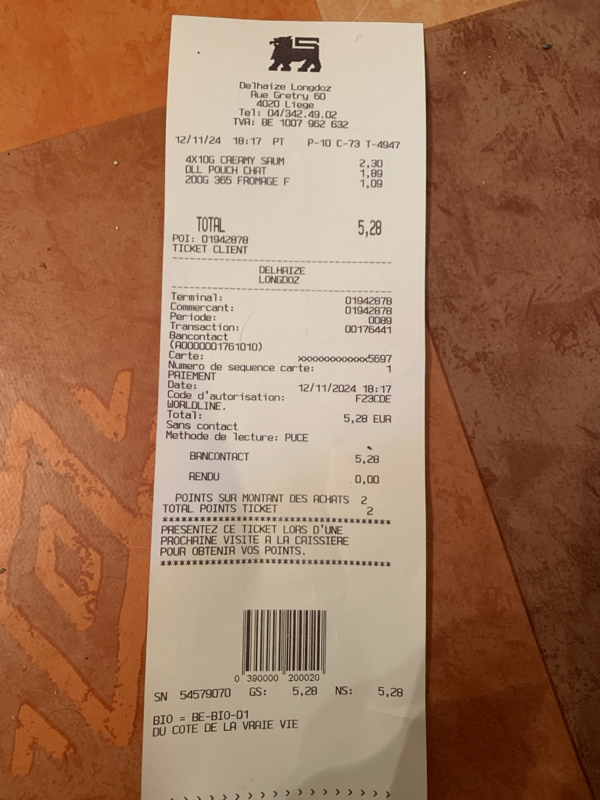 Delhaize Longdoz
Rue Gretry 60
4020 Liege
Tel: 04/342.49.02
TVA: BE 1007 962 632
12/11/24 18:17 PT P-10 C-73 T-4947
4X10G CREAMY SAUM 2,30
DLL POUCH CHAT 1,89
200G 365 FROMAGE F 1,09
TOTAL 5,28
POI: 01942878
TICKET CLIENT
DELHAIZE
LONGDOZ
Terminal: 01942878
Commercant: 01942878
Periode: 0089
Transaction: 00176441
Bancontact
(A0000001761010)
Carte: xxxxxxxxxxxx5697
Numero de sequence carte: 1
PAIEMENT
Date: 12/11/2024 18:17
Code d'autorisation: F23CDE
WORLDLINE.
Total: 5,28 EUR
Sans contact
Methode de lecture: PUCE
BANCONTACT 5,28
RENDU 0,00
POINTS SUR MONTANT DES ACHATS 2
TOTAL POINTS TICKET 2
****************************************
PRESENTEZ CE TICKET LORS D'UNE
PROCHAINE VISITE A LA CAISSIERE
POUR OBTENIR VOS POINTS.
****************************************
0 390000 200020
SN 54579070 GS: 5,28 NS: 5,28
BIO = BE-BIO-01
DU COTE DE LA VRAIE VIE